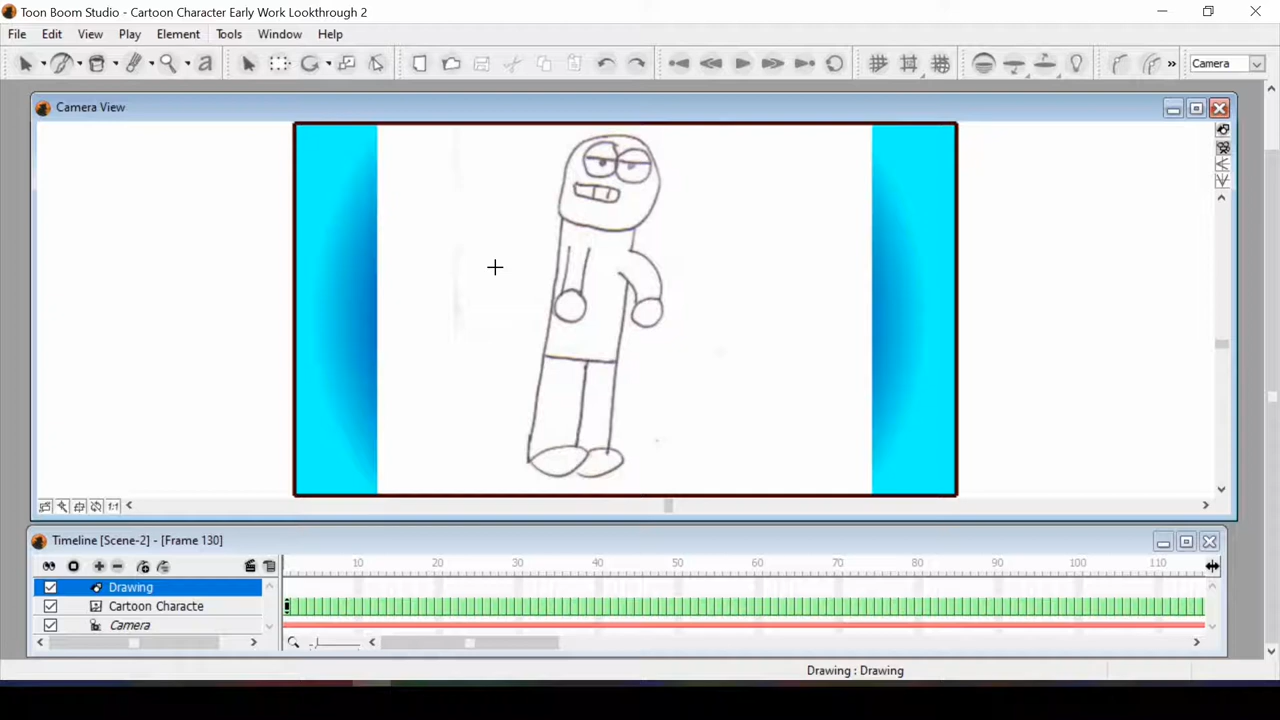 Toon Boom Studio - Cartoon Character Early Work Lookthrough 2
File Edit View Play Element Tools Window Help
Camera
Camera View
1:1
Timeline [Scene-2] - [Frame 130]
10 20 30 40 50 60 70 80 90 100 110
Drawing
Cartoon Characte
Camera
Drawing : Drawing